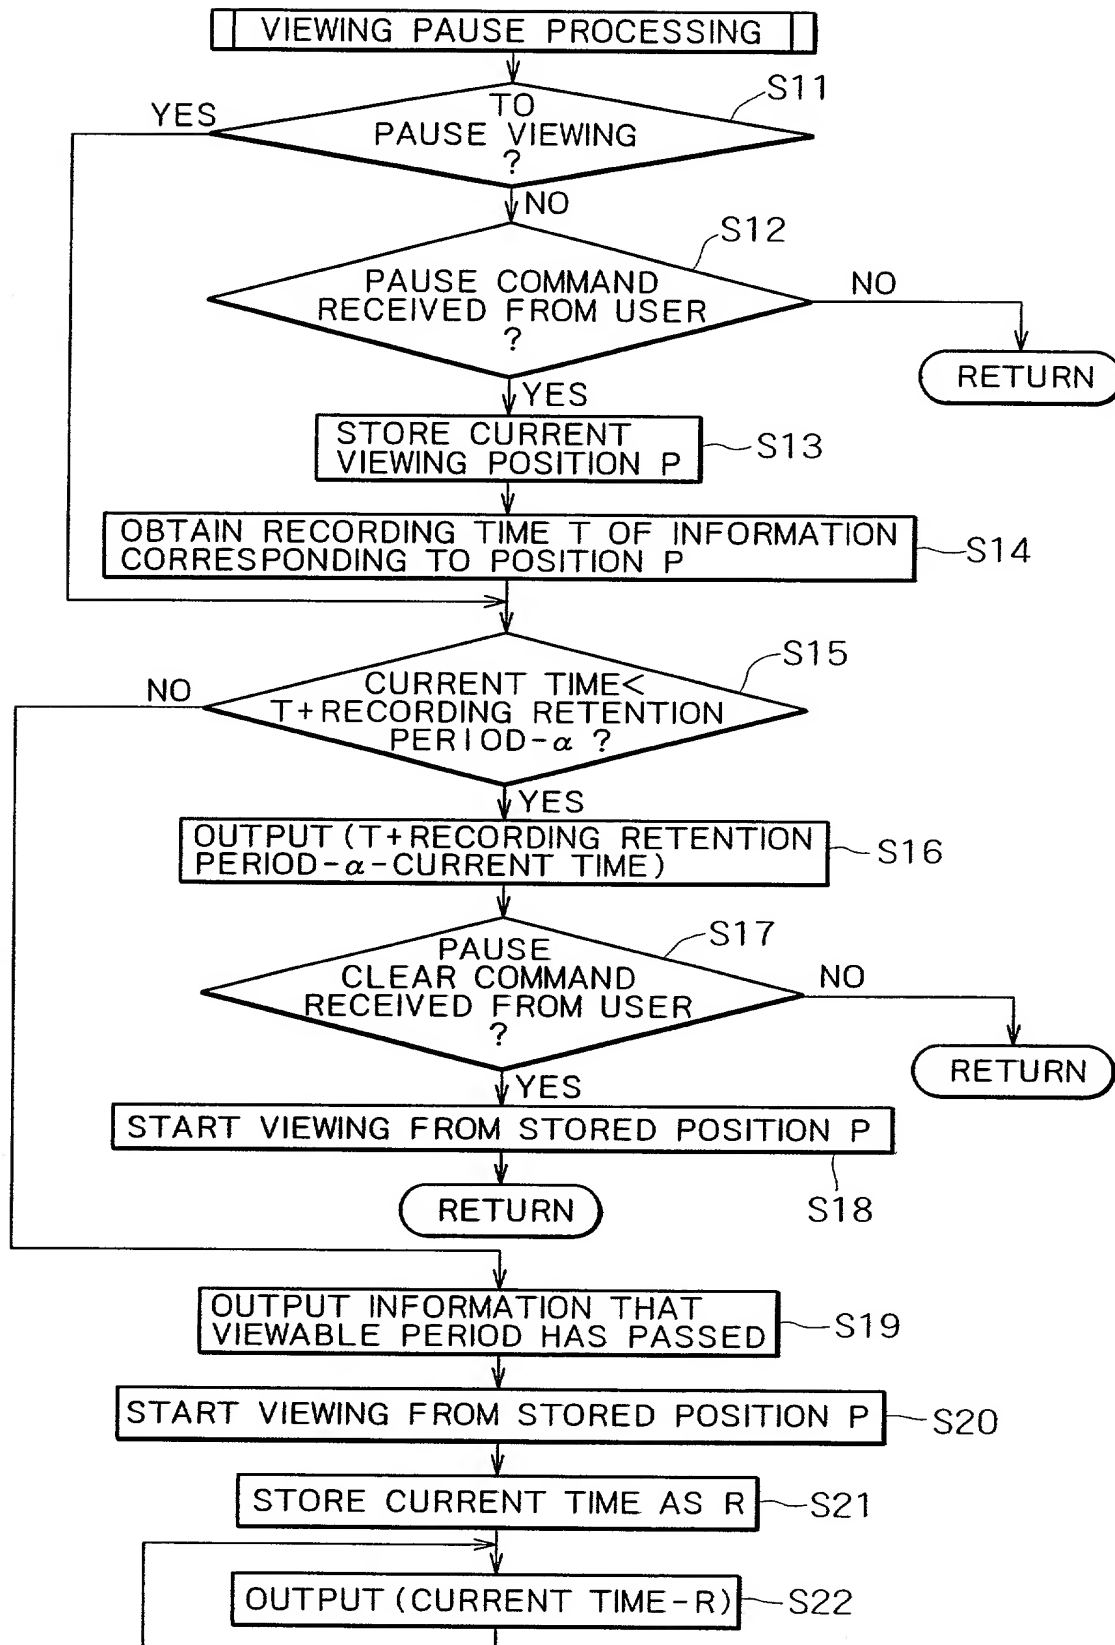 VIEWING PAUSE PROCESSING
S11
YES
TO
PAUSE VIEWING
?
NO
S12
PAUSE COMMAND
RECEIVED FROM USER
?
NO
RETURN
YES
STORE CURRENT
VIEWING POSITION P
S13
OBTAIN RECORDING TIME T OF INFORMATION
CORRESPONDING TO POSITION P
S14
S15
NO
CURRENT TIME<
T+RECORDING RETENTION
PERIOD-α ?
YES
OUTPUT (T+RECORDING RETENTION
PERIOD-α-CURRENT TIME)
S16
S17
PAUSE
CLEAR COMMAND
RECEIVED FROM USER
?
NO
RETURN
YES
START VIEWING FROM STORED POSITION P
S18
RETURN
OUTPUT INFORMATION THAT
VIEWABLE PERIOD HAS PASSED
S19
START VIEWING FROM STORED POSITION P
S20
STORE CURRENT TIME AS R
S21
OUTPUT (CURRENT TIME-R)
S22